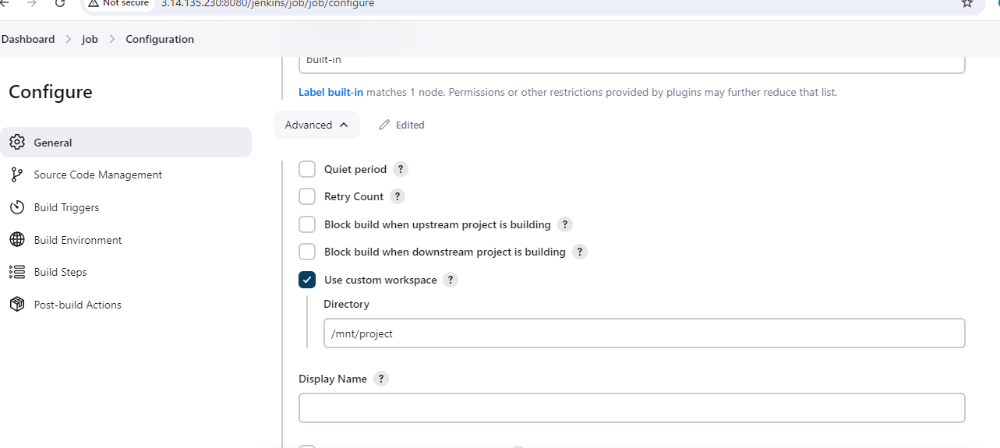 Not secure 3.14.135.230:8080/jenkins/job/job/configure
Dashboard > job > Configuration
built-in
Configure
Label built-in matches 1 node. Permissions or other restrictions provided by plugins may further reduce that list.
Advanced
Edited
General
Source Code Management
Build Triggers
Build Environment
Build Steps
Post-build Actions
Quiet period ?
Retry Count ?
Block build when upstream project is building ?
Block build when downstream project is building ?
Use custom workspace ?
Directory
/mnt/project
Display Name ?